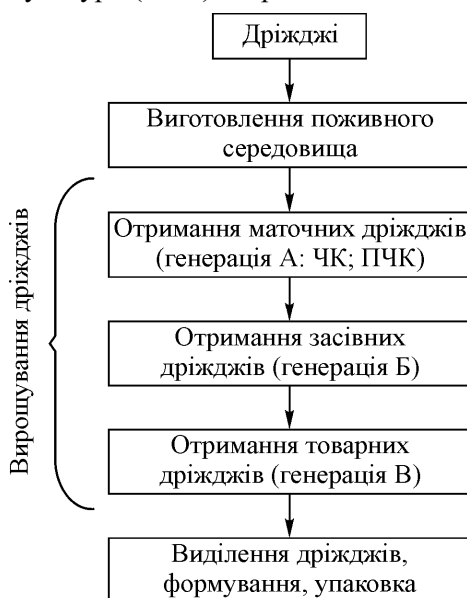 Дріжджі
Виготовлення поживного
середовища
Вирощування дріжджів
Отримання маточних дріжджів
(генерація А: ЧК; ПЧК)
Отримання засівних
дріжджів (генерація Б)
Отримання товарних
дріжджів (генерація В)
Виділення дріжджів,
формування, упаковка